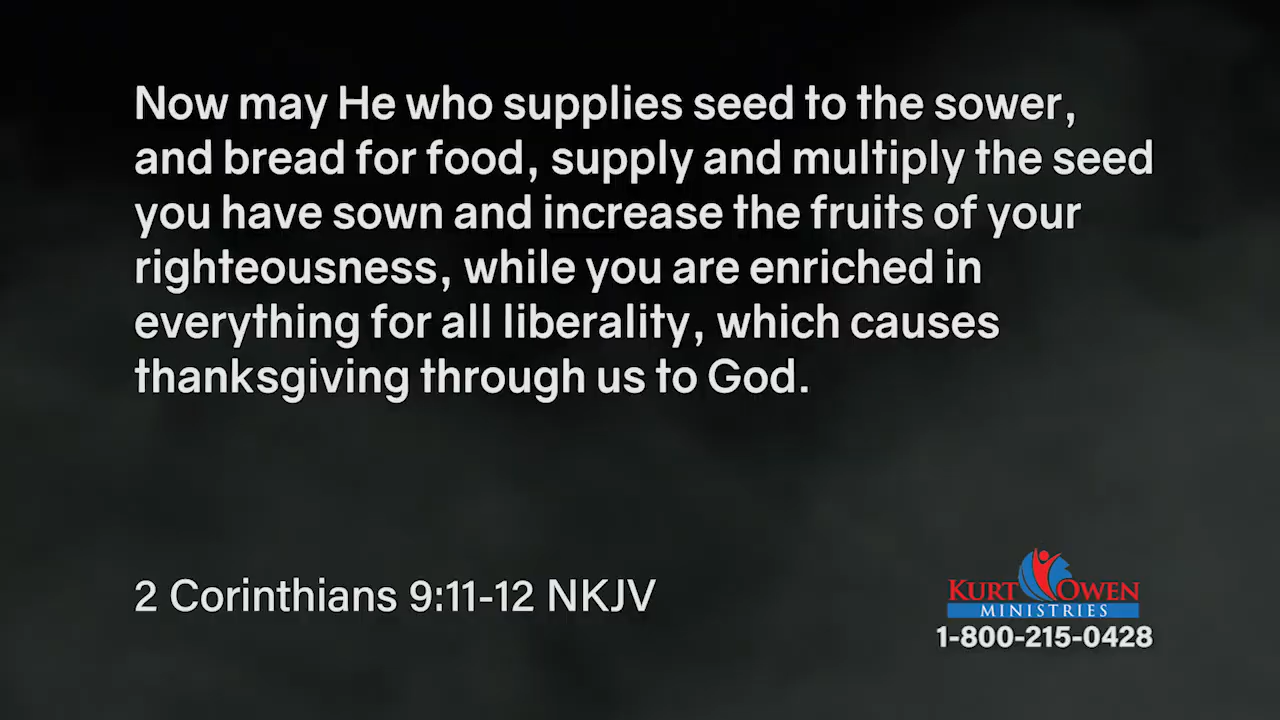 Now may He who supplies seed to the sower,
and bread for food, supply and multiply the seed
you have sown and increase the fruits of your
righteousness, while you are enriched in
everything for all liberality, which causes
thanksgiving through us to God.
2 Corinthians 9:11-12 NKJV
KURT OWEN
MINISTRIES
1-800-215-0428